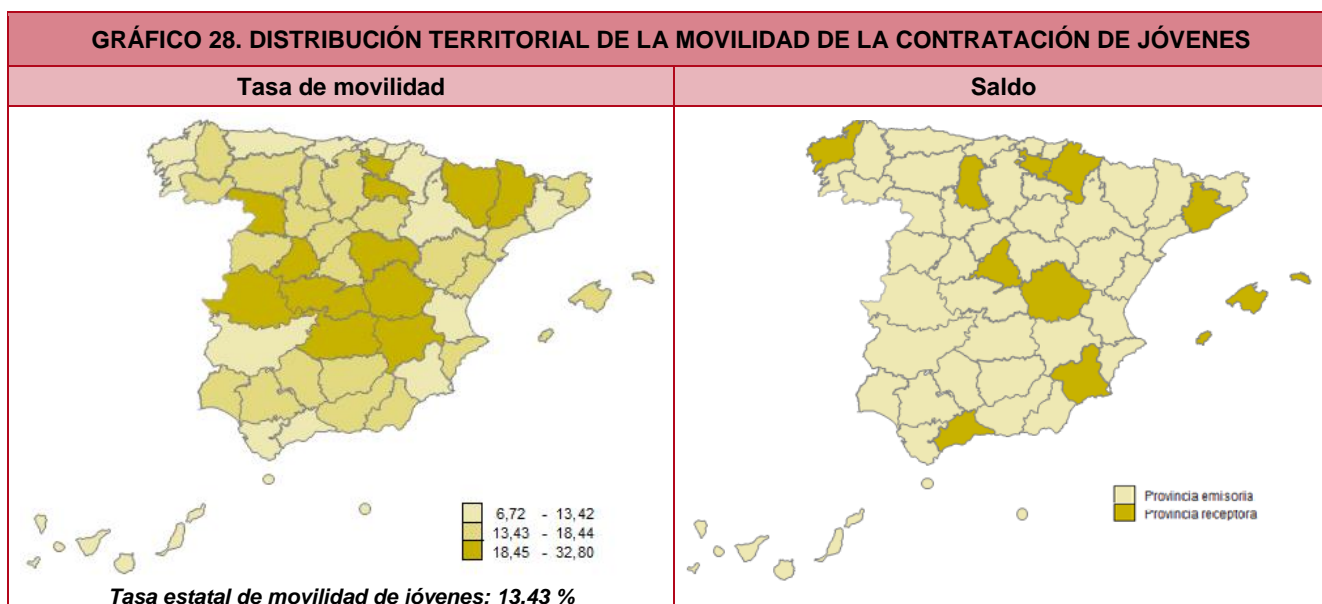 GRÁFICO 28. DISTRIBUCIÓN TERRITORIAL DE LA MOVILIDAD DE LA CONTRATACIÓN DE JÓVENES
Tasa de movilidad
Saldo
6,72 - 13,42
13,43 - 18,44
18,45 - 32,80
Tasa estatal de movilidad de jóvenes: 13,43 %
Provincia emisoria
Provincia receptora